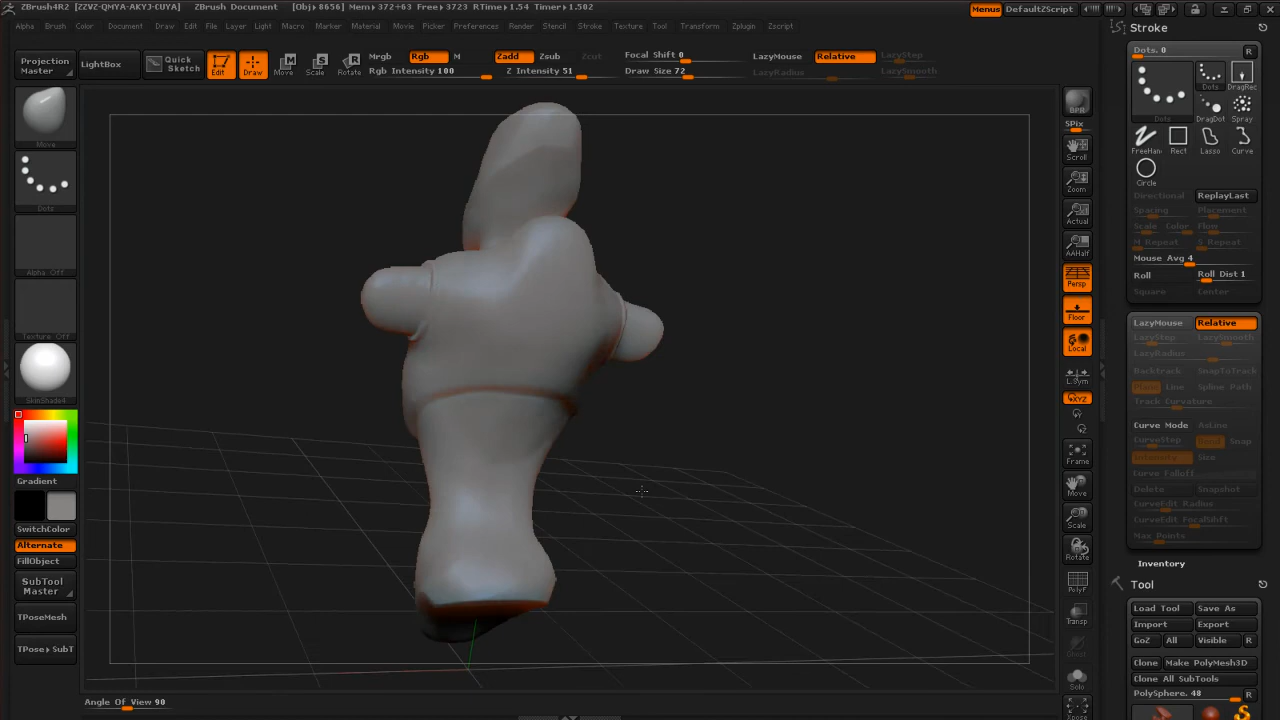 ZBrush4R2 [ZZVZ-QMYA-AKYJ-CUYA] ZBrush Document [Obj▸8656] Mem▸372+63 Free▸3723 RTime▸1.54 Timer▸1.502 Menus DefaultZScript
Alpha Brush Color Document Draw Edit File Layer Light Macro Marker Material Movie Picker Preferences Render Stencil Stroke Texture Tool Transform Zplugin Zscript
Projection Master
LightBox
Quick Sketch
Edit
Draw
Move
Scale
Rotate
Mrgb Rgb M
Rgb Intensity 100
Zadd Zsub Zcut
Z Intensity 51
Focal Shift 0
Draw Size 72
LazyMouse Relative LazyStep
LazyRadius LazySmooth
Move
Dots
Alpha Off
Texture Off
SkinShade4
Gradient
SwitchColor
Alternate
FillObject
SubTool Master
TPoseMesh
TPose▸SubT
Angle Of View 90
BPR
SPix
Scroll
Zoom
Actual
AAHalf
Persp
Floor
Local
L.Sym
XYZ
Frame
Move
Scale
Rotate
PolyF
Transp
Ghost
Solo
Xpose
Stroke
Dots. 0 R
Dots Dots DragRec
DragDot Spray
FreeHan Rect Lasso Curve
Circle
Directional ReplayLast
Spacing Placement
Scale Color Flow
M Repeat S Repeat
Mouse Avg 4
Roll Roll Dist 1
Square Center
LazyMouse Relative
LazyStep LazySmooth
LazyRadius
Backtrack SnapToTrack
Plane Line Spline Path
Track Curvature
Curve Mode AsLine
CurveStep Bend Snap
Intensity Size
Curve Falloff
Delete Snapshot
CurveEdit Radius
CurveEdit FocalShift
Max Points
Inventory
Tool
Load Tool Save As
Import Export
GoZ All Visible R
Clone Make PolyMesh3D
Clone All SubTools
PolySphere. 48 R